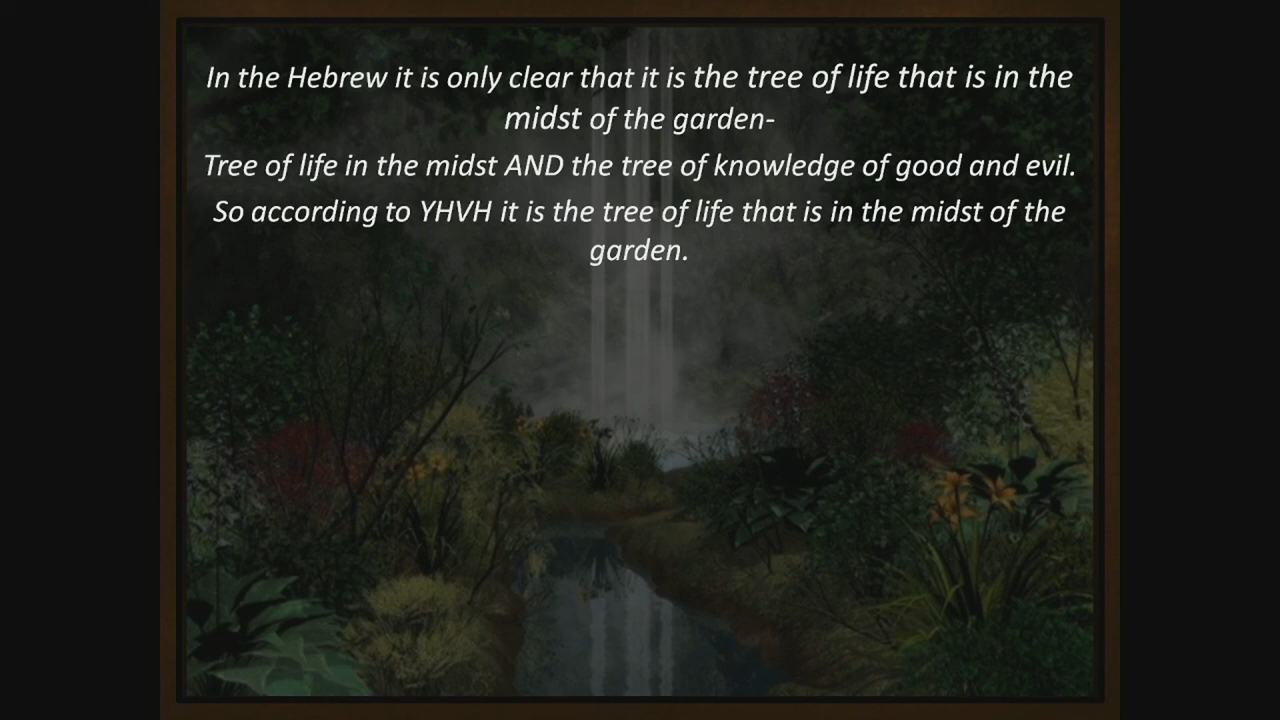 In the Hebrew it is only clear that it is the tree of life that is in the
midst of the garden-
Tree of life in the midst AND the tree of knowledge of good and evil.
So according to YHVH it is the tree of life that is in the midst of the
garden.